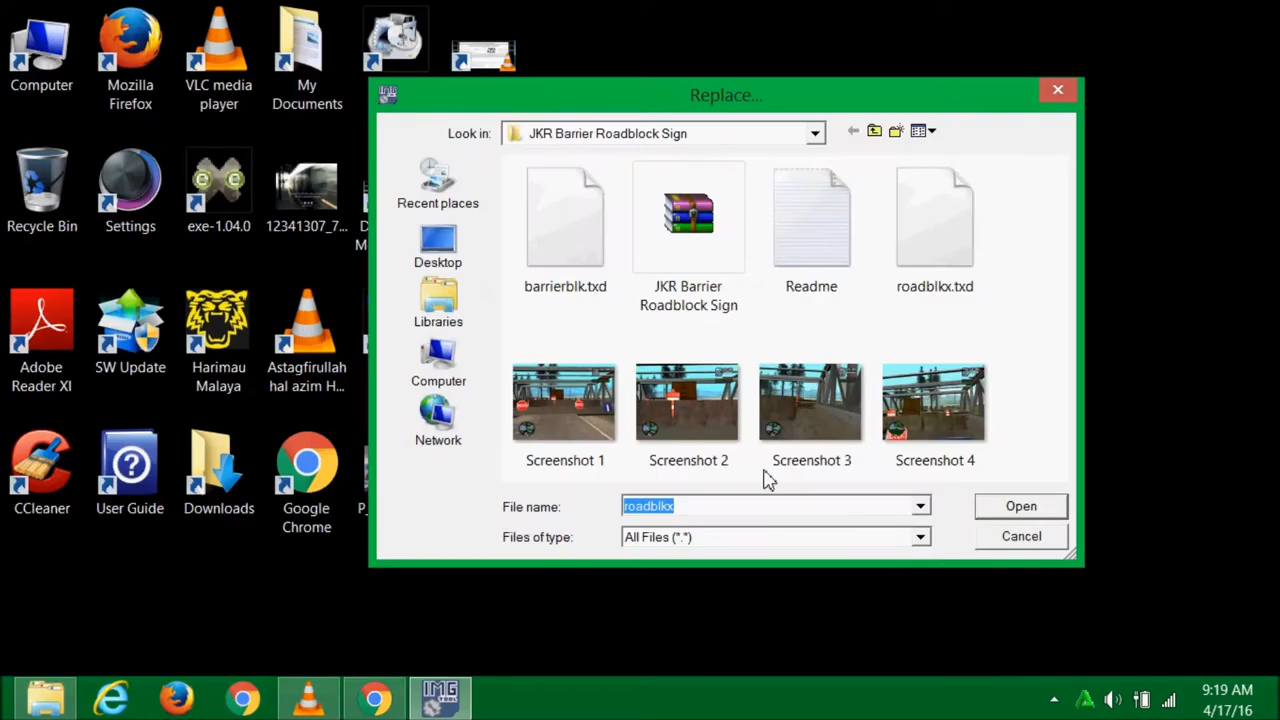 Computer
Mozilla
Firefox
VLC media
player
My
Documents
Recycle Bin
Settings
exe-1.04.0
12341307_7...
Adobe
Reader XI
SW Update
Harimau
Malaya
Astagfirullah
hal azim H...
CCleaner
User Guide
Downloads
Google
Chrome
Replace...
Look in:
JKR Barrier Roadblock Sign
Recent places
Desktop
Libraries
Computer
Network
barrierblk.txd
JKR Barrier
Roadblock Sign
Readme
roadblkx.txd
Screenshot 1
Screenshot 2
Screenshot 3
Screenshot 4
File name:
roadblkx
Open
Files of type:
All Files (*.*)
Cancel
IMG
TOOL
9:19 AM
4/17/16